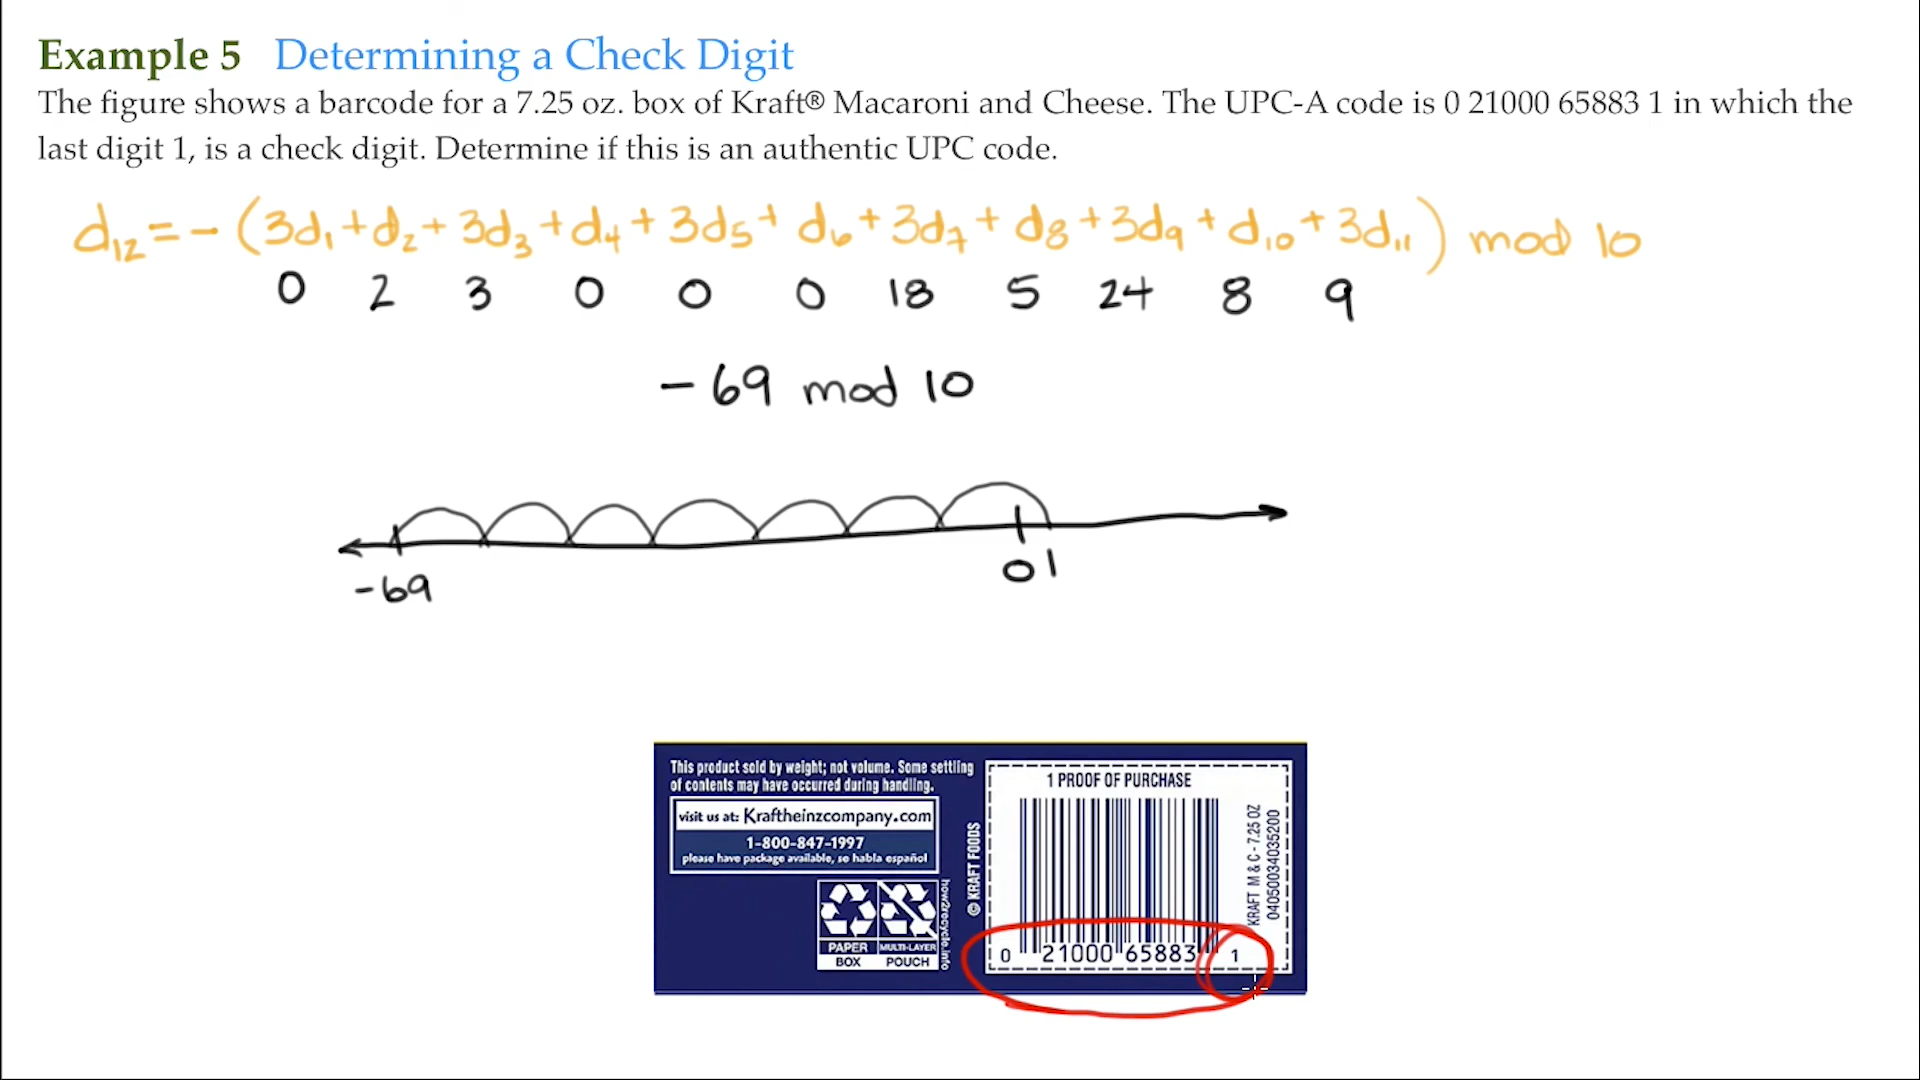 Example 5 Determining a Check Digit
The figure shows a barcode for a 7.25 oz. box of Kraft® Macaroni and Cheese. The UPC-A code is 0 21000 65883 1 in which the
last digit 1, is a check digit. Determine if this is an authentic UPC code.
d₁₂ = - (3d₁ + d₂ + 3d₃ + d₄ + 3d₅ + d₆ + 3d₇ + d₈ + 3d₉ + d₁₀ + 3d₁₁) mod 10
0 2 3 0 0 0 18 5 24 8 9
- 69 mod 10
-69 0 1
This product sold by weight; not volume. Some settling
of contents may have occurred during handling.
visit us at: Kraftheinzcompany.com
1-800-847-1997
please have package available, se habla español
PAPER
BOX
MULTI-LAYER
POUCH
how2recycle.info
© KRAFT FOODS
1 PROOF OF PURCHASE
0 21000 65883 1
KRAFT M & C - 7.25 OZ
04050034035200